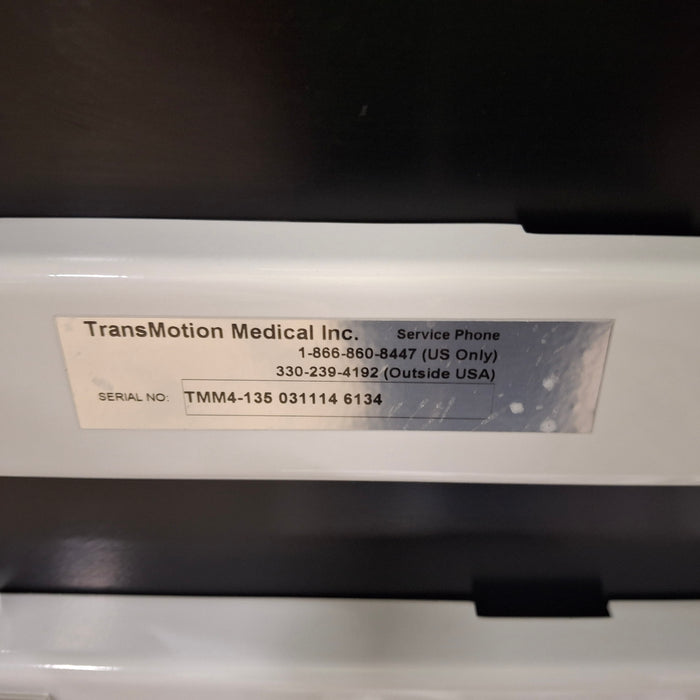 TransMotion Medical Inc. Service Phone
1-866-860-8447 (US Only)
330-239-4192 (Outside USA)
SERIAL NO: TMM4-135 031114 6134